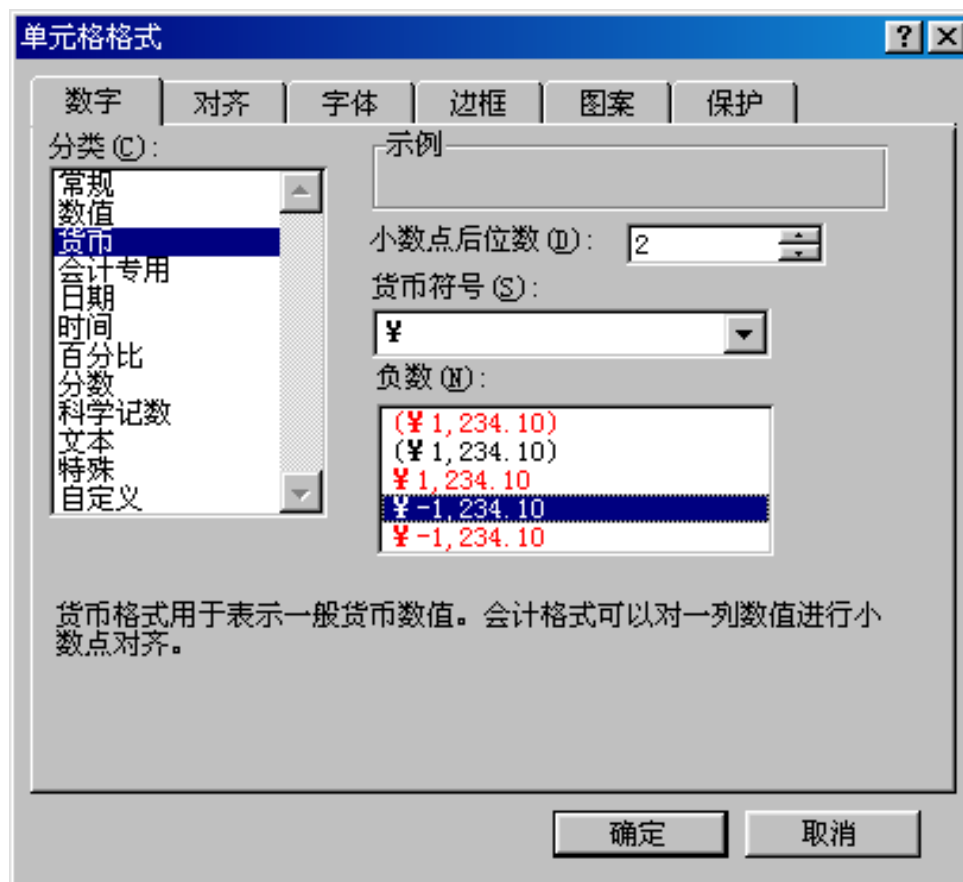 单元格格式
数字 对齐 字体 边框 图案 保护
分类(C):
常规
数值
货币
会计专用
日期
时间
百分比
分数
科学记数
文本
特殊
自定义
示例
小数点后位数(D): 2
货币符号(S):
¥
负数(N):
(¥1,234.10)
(¥1,234.10)
¥1,234.10
¥-1,234.10
¥-1,234.10
货币格式用于表示一般货币数值。会计格式可以对一列数值进行小
数点对齐。
确定 取消